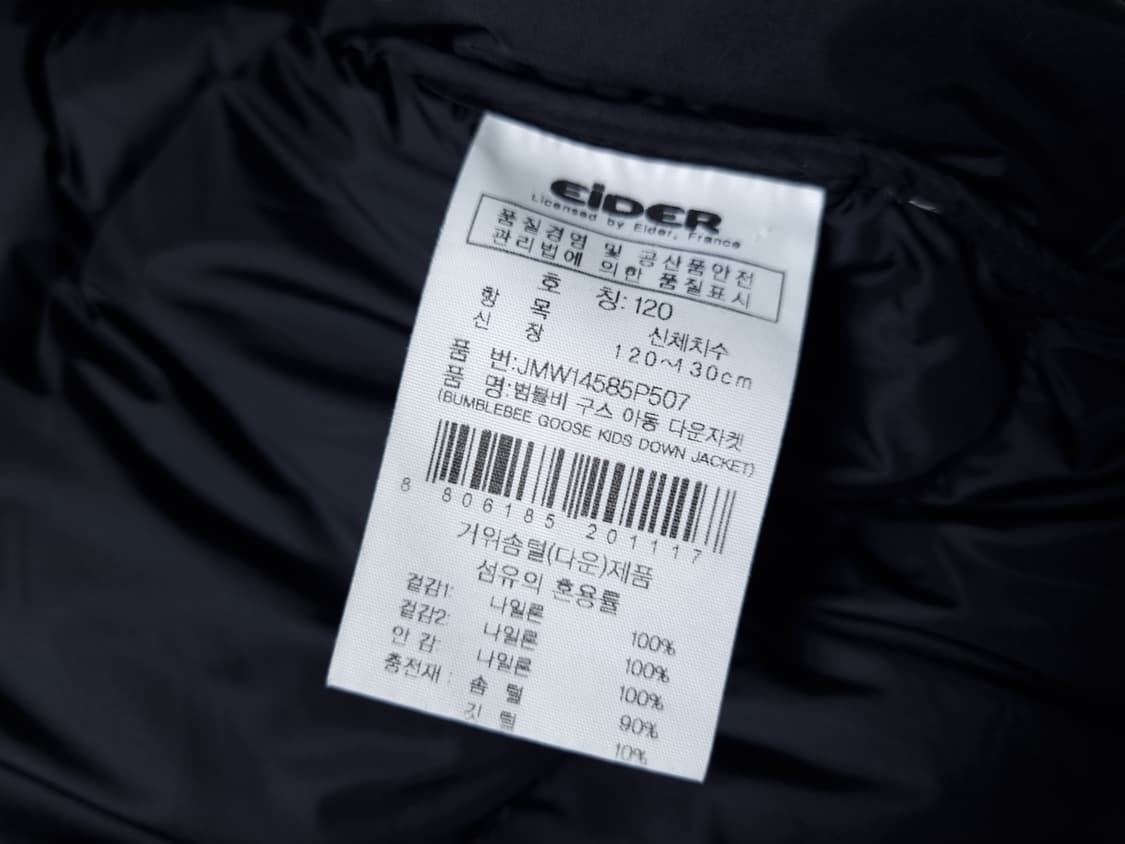 EiDER
Licensed by Eider, France
품질경영 및 공산품안전
관리법에 의한 품질표시
호 칭: 120
항 목 신체치수
신 장 120~130cm
품 번:JMW14585P507
품 명:범블비 구스 아동 다운자켓
(BUMBLEBEE GOOSE KIDS DOWN JACKET)
8 806185 201117
거위솜털(다운)제품
섬유의 혼용률
겉감1: 나일론 100%
겉감2: 나일론 100%
안 감: 나일론 100%
충전재 : 솜 털 90%
깃 털 10%